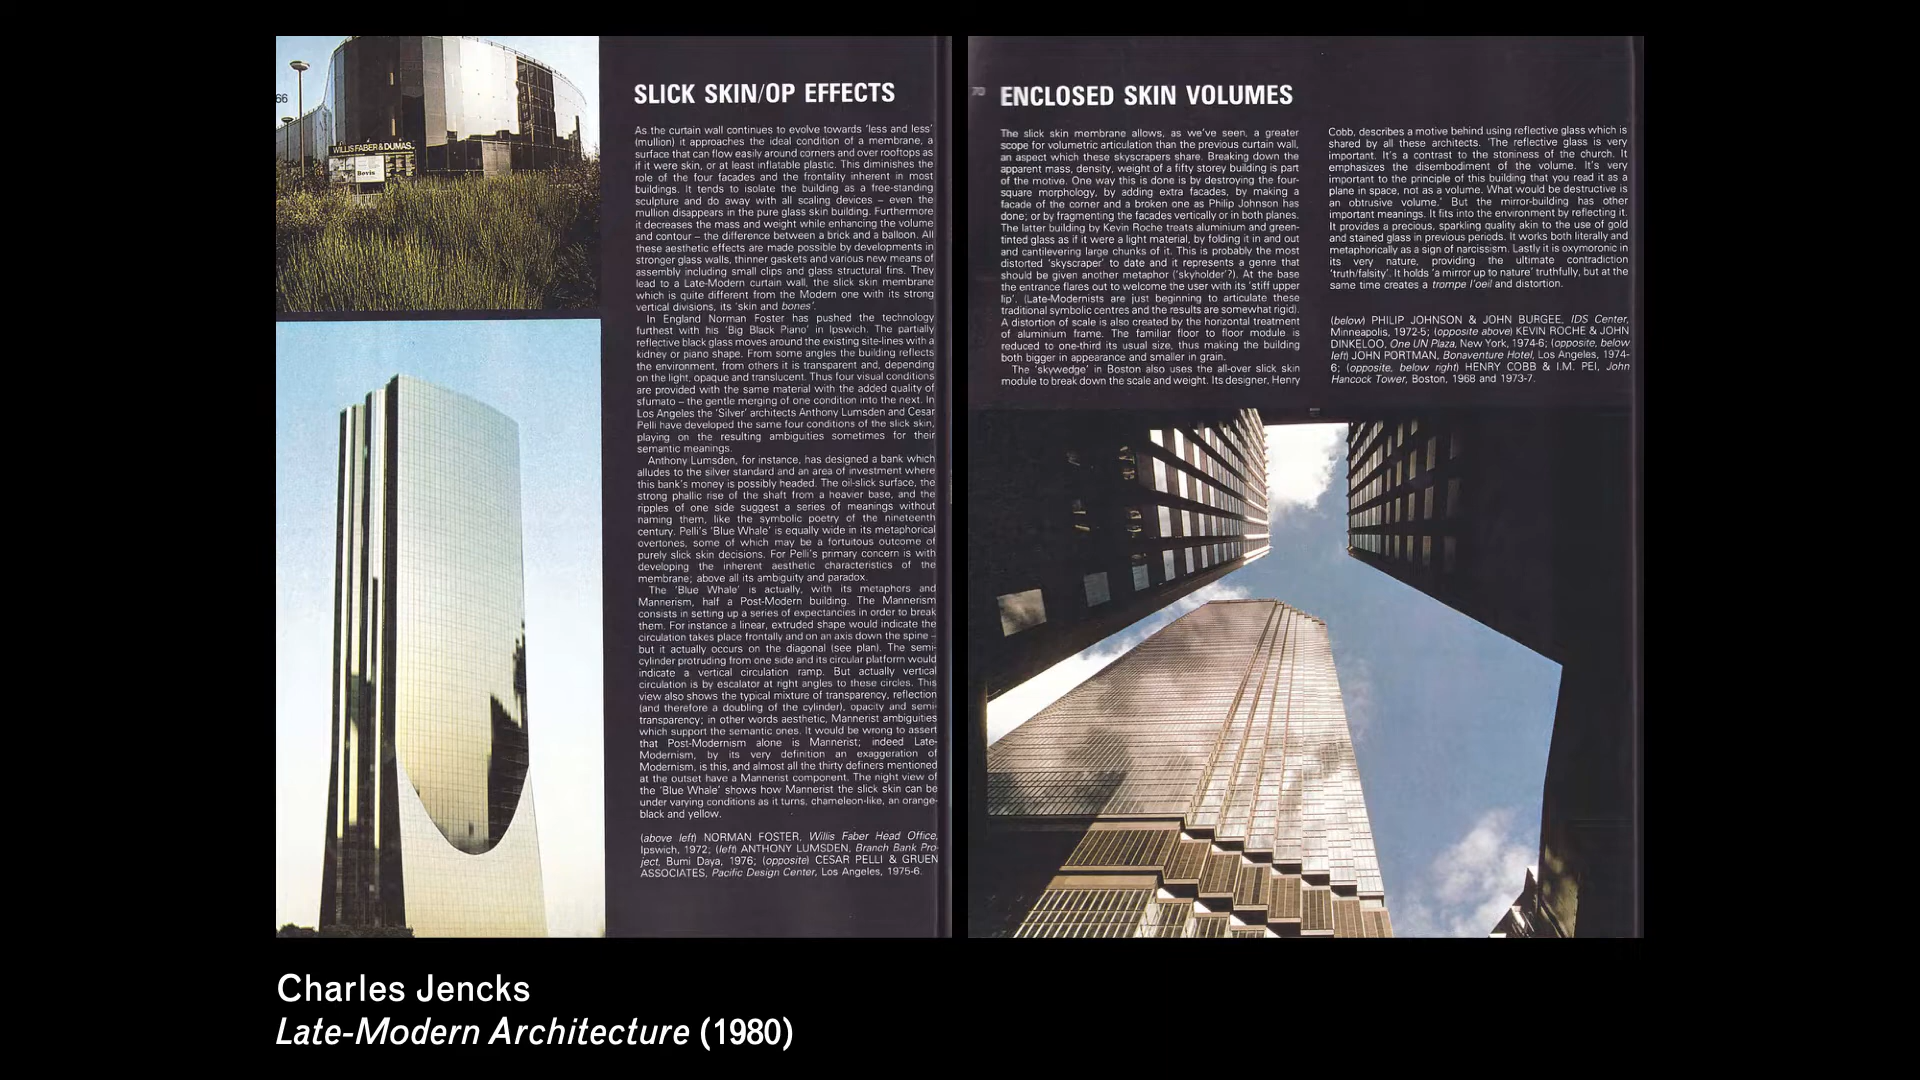 66
WILLIS FABER & DUMAS
Bovis
SLICK SKIN/OP EFFECTS
As the curtain wall continues to evolve towards 'less and less'
(mullion) it approaches the ideal condition of a membrane, a
surface that can flow easily around corners and over rooftops as
if it were skin, or at least inflatable plastic. This diminishes the
role of the four facades and the frontality inherent in most
buildings. It tends to isolate the building as a free-standing
sculpture and do away with all scaling devices – even the
mullion disappears in the pure glass skin building. Furthermore
it decreases the mass and weight while enhancing the volume
and contour – the difference between a brick and a balloon. All
these aesthetic effects are made possible by developments in
stronger glass walls, thinner gaskets and various new means of
assembly including small clips and glass structural fins. They
lead to a Late-Modern curtain wall, the slick skin membrane
which is quite different from the Modern one with its strong
vertical divisions, its 'skin and bones'.
In England Norman Foster has pushed the technology
furthest with his 'Big Black Piano' in Ipswich. The partially
reflective black glass moves around the existing site-lines with a
kidney or piano shape. From some angles the building reflects
the environment, from others it is transparent and, depending
on the light, opaque and translucent. Thus four visual conditions
are provided with the same material with the added quality of
sfumato – the gentle merging of one condition into the next. In
Los Angeles the 'Silver' architects Anthony Lumsden and Cesar
Pelli have developed the same four conditions of the slick skin,
playing on the resulting ambiguities sometimes for their
semantic meanings.
Anthony Lumsden, for instance, has designed a bank which
alludes to the silver standard and an area of investment where
this bank's money is possibly headed. The oil-slick surface, the
strong phallic rise of the shaft from a heavier base, and the
ripples of one side suggest a series of meanings without
naming them, like the symbolic poetry of the nineteenth
century. Pelli's 'Blue Whale' is equally wide in its metaphorical
overtones, some of which may be a fortuitous outcome of
purely slick skin decisions. For Pelli's primary concern is with
developing the inherent aesthetic characteristics of the
membrane; above all its ambiguity and paradox.
The 'Blue Whale' is actually, with its metaphors and
Mannerism, half a Post-Modern building. The Mannerism
consists in setting up a series of expectancies in order to break
them. For instance a linear, extruded shape would indicate the
circulation takes place frontally and on an axis down the spine –
but it actually occurs on the diagonal (see plan). The semi-
cylinder protruding from one side and its circular platform would
indicate a vertical circulation ramp. But actually vertical
circulation is by escalator at right angles to these circles. This
view also shows the typical mixture of transparency, reflection
(and therefore a doubling of the cylinder), opacity and semi-
transparency; in other words aesthetic, Mannerist ambiguities
which support the semantic ones. It would be wrong to assert
that Post-Modernism alone is Mannerist; indeed Late-
Modernism, by its very definition an exaggeration of
Modernism, is this, and almost all the thirty definers mentioned
at the outset have a Mannerist component. The night view of
the 'Blue Whale' shows how Mannerist the slick skin can be
under varying conditions as it turns, chameleon-like, an orange-
black and yellow.
(above left) NORMAN FOSTER, Willis Faber Head Office,
Ipswich, 1972; (left) ANTHONY LUMSDEN, Branch Bank Pro-
ject, Bumi Daya, 1976; (opposite) CESAR PELLI & GRUEN
ASSOCIATES, Pacific Design Center, Los Angeles, 1975-6.
70
ENCLOSED SKIN VOLUMES
The slick skin membrane allows, as we've seen, a greater
scope for volumetric articulation than the previous curtain wall,
an aspect which these skyscrapers share. Breaking down the
apparent mass, density, weight of a fifty storey building is part
of the motive. One way this is done is by destroying the four-
square morphology, by adding extra facades, by making a
facade of the corner and a broken one as Philip Johnson has
done; or by fragmenting the facades vertically or in both planes.
The latter building by Kevin Roche treats aluminium and green-
tinted glass as if it were a light material, by folding it in and out
and cantilevering large chunks of it. This is probably the most
distorted 'skyscraper' to date and it represents a genre that
should be given another metaphor ('skyholder'?). At the base
the entrance flares out to welcome the user with its 'stiff upper
lip'. (Late-Modernists are just beginning to articulate these
traditional symbolic centres and the results are somewhat rigid).
A distortion of scale is also created by the horizontal treatment
of aluminium frame. The familiar floor to floor module is
reduced to one-third its usual size, thus making the building
both bigger in appearance and smaller in grain.
The 'skywedge' in Boston also uses the all-over slick skin
module to break down the scale and weight. Its designer, Henry
Cobb, describes a motive behind using reflective glass which is
shared by all these architects. 'The reflective glass is very
important. It's a contrast to the stoniness of the church. It
emphasizes the disembodiment of the volume. It's very
important to the principle of this building that you read it as a
plane in space, not as a volume. What would be destructive is
an obtrusive volume.' But the mirror-building has other
important meanings. It fits into the environment by reflecting it.
It provides a precious, sparkling quality akin to the use of gold
and stained glass in previous periods. It works both literally and
metaphorically as a sign of narcissism. Lastly it is oxymoronic in
its very nature, providing the ultimate contradiction
'truth/falsity'. It holds 'a mirror up to nature' truthfully, but at the
same time creates a trompe l'oeil and distortion.
(below) PHILIP JOHNSON & JOHN BURGEE, IDS Center,
Minneapolis, 1972-5; (opposite above) KEVIN ROCHE & JOHN
DINKELOO, One UN Plaza, New York, 1974-6; (opposite, below
left) JOHN PORTMAN, Bonaventure Hotel, Los Angeles, 1974-
6; (opposite, below right) HENRY COBB & I.M. PEI, John
Hancock Tower, Boston, 1968 and 1973-7.
Charles Jencks
Late-Modern Architecture (1980)